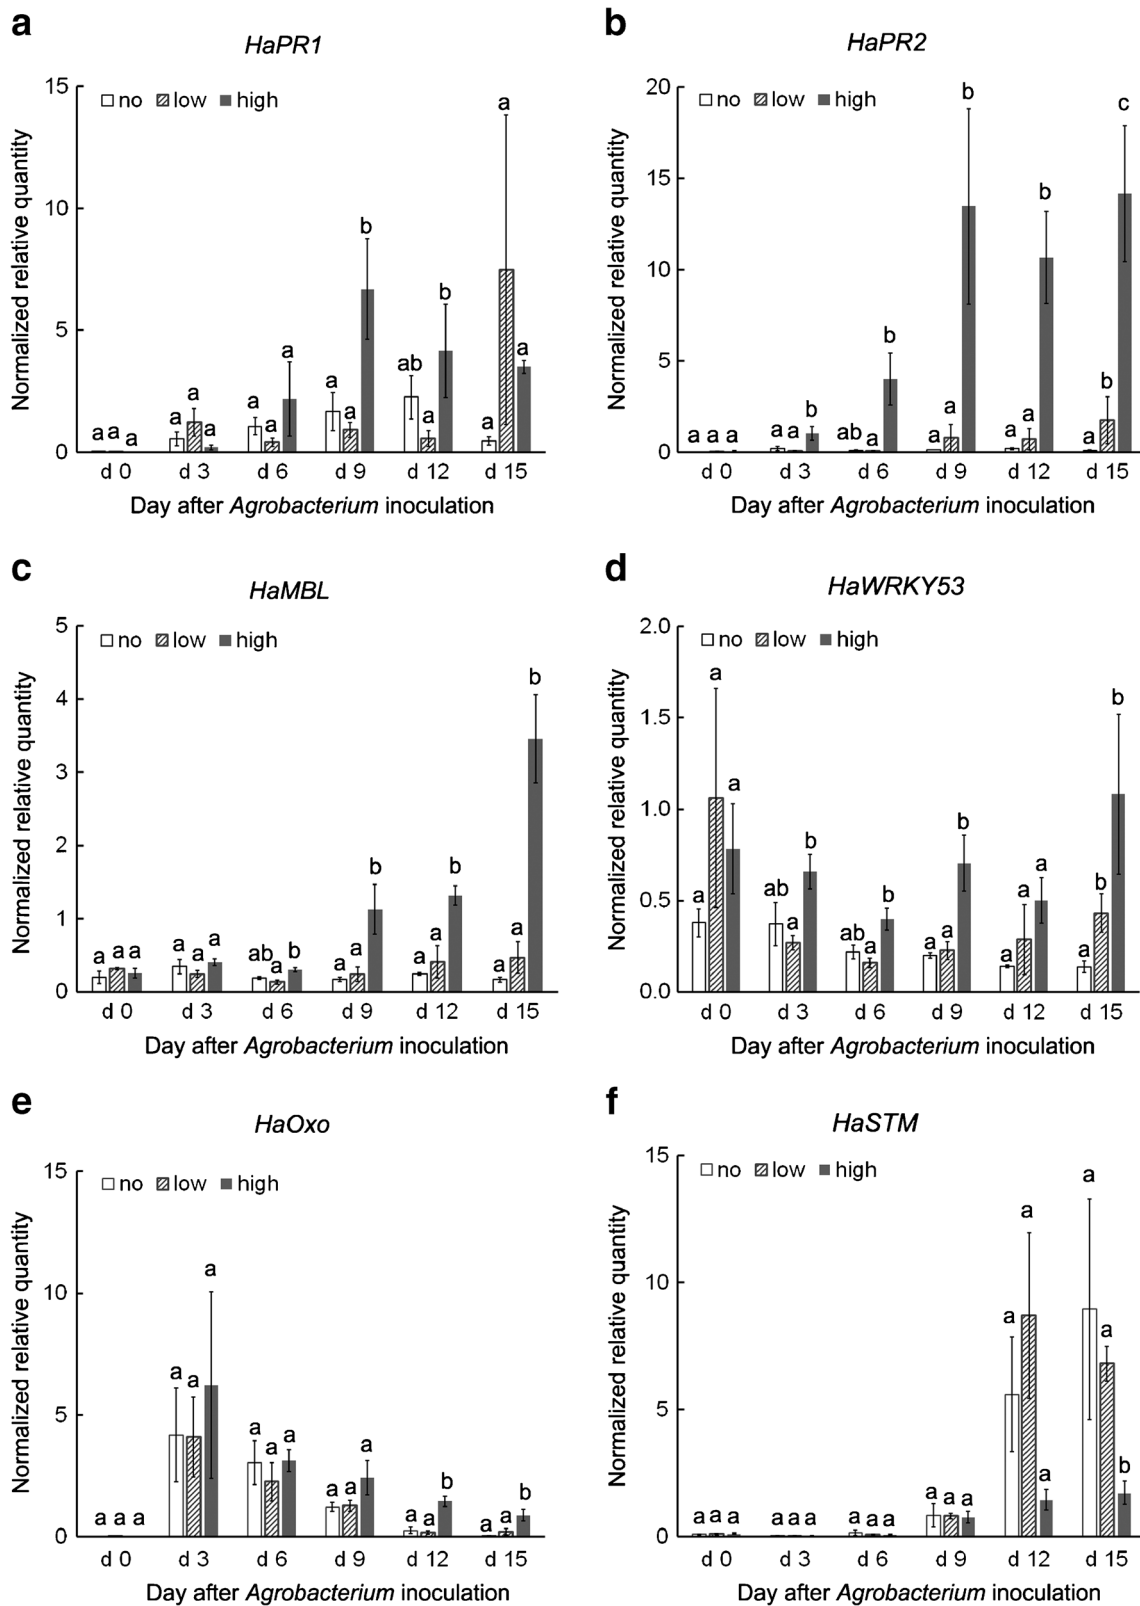 a
HaPR1
Normalized relative quantity
15
10
5
0
no low high
a a a
a a a
a a a
a a b
ab a b
a a a
d 0 d 3 d 6 d 9 d 12 d 15
Day after Agrobacterium inoculation
b
HaPR2
Normalized relative quantity
20
15
10
5
0
no low high
a a a
a a b
ab a b
a a b
a a b
a b c
d 0 d 3 d 6 d 9 d 12 d 15
Day after Agrobacterium inoculation
c
HaMBL
Normalized relative quantity
5
4
3
2
1
0
no low high
a a a
a a a
ab a b
a a b
a a b
a a b
d 0 d 3 d 6 d 9 d 12 d 15
Day after Agrobacterium inoculation
d
HaWRKY53
Normalized relative quantity
2.0
1.5
1.0
0.5
0.0
no low high
a a a
ab a b
ab a b
a a b
a a a
a b b
d 0 d 3 d 6 d 9 d 12 d 15
Day after Agrobacterium inoculation
e
HaOxo
Normalized relative quantity
15
10
5
0
no low high
a a a
a a a
a a a
a a a
a a b
a a b
d 0 d 3 d 6 d 9 d 12 d 15
Day after Agrobacterium inoculation
f
HaSTM
Normalized relative quantity
15
10
5
0
no low high
a a a
a a a
a a a
a a a
a a a
a a b
d 0 d 3 d 6 d 9 d 12 d 15
Day after Agrobacterium inoculation